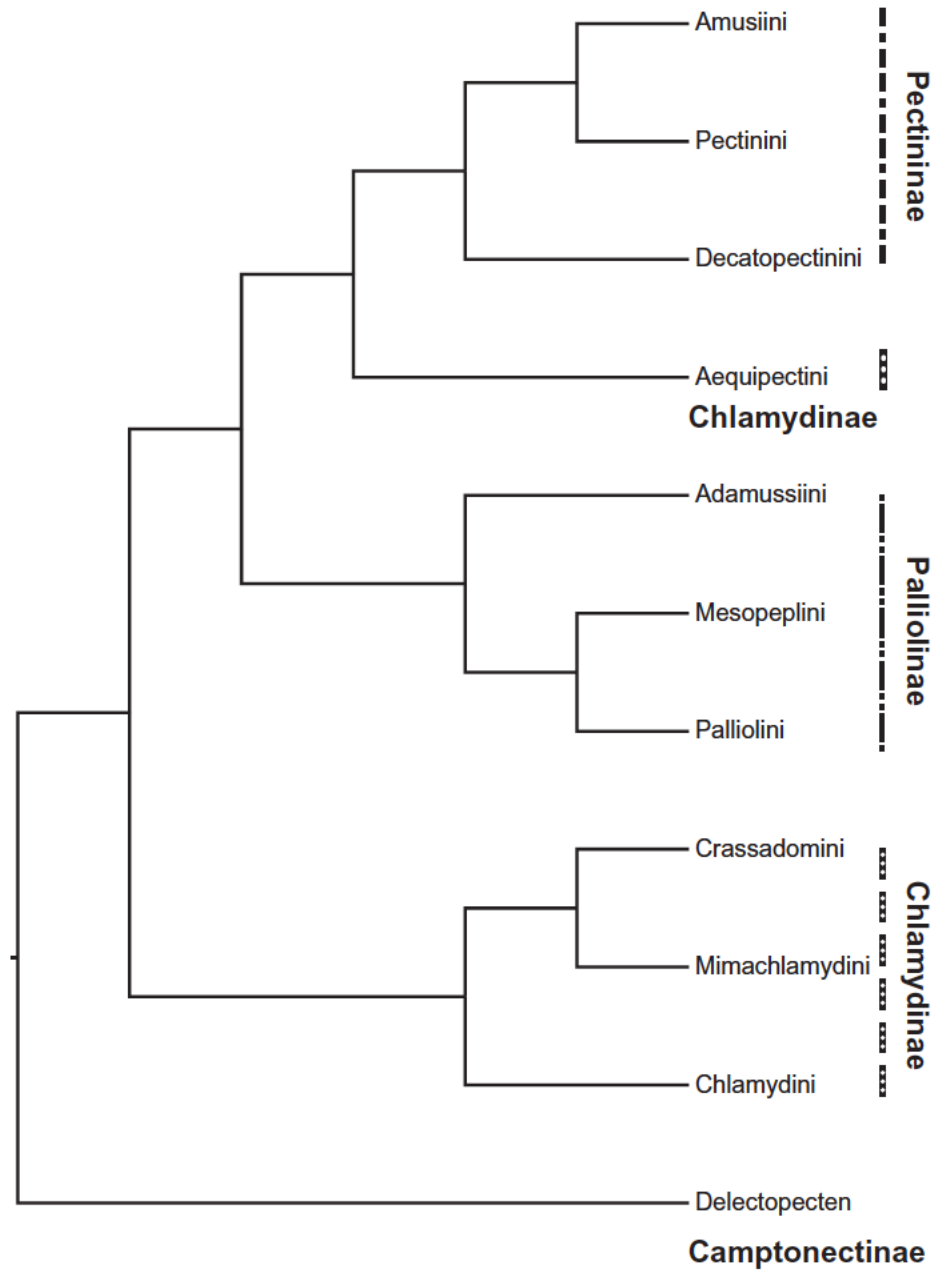 Amusiini
Pectinini
Decatopectinini
Pectininae
Aequipectini
Chlamydinae
Adamussiini
Mesopeplini
Palliolini
Palliolinae
Crassadomini
Mimachlamydini
Chlamydini
Chlamydinae
Delectopecten
Camptonectinae